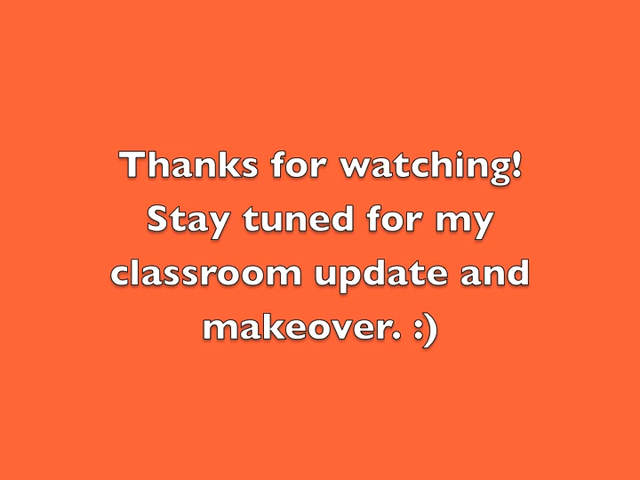 Thanks for watching!
Stay tuned for my
classroom update and
makeover. :)